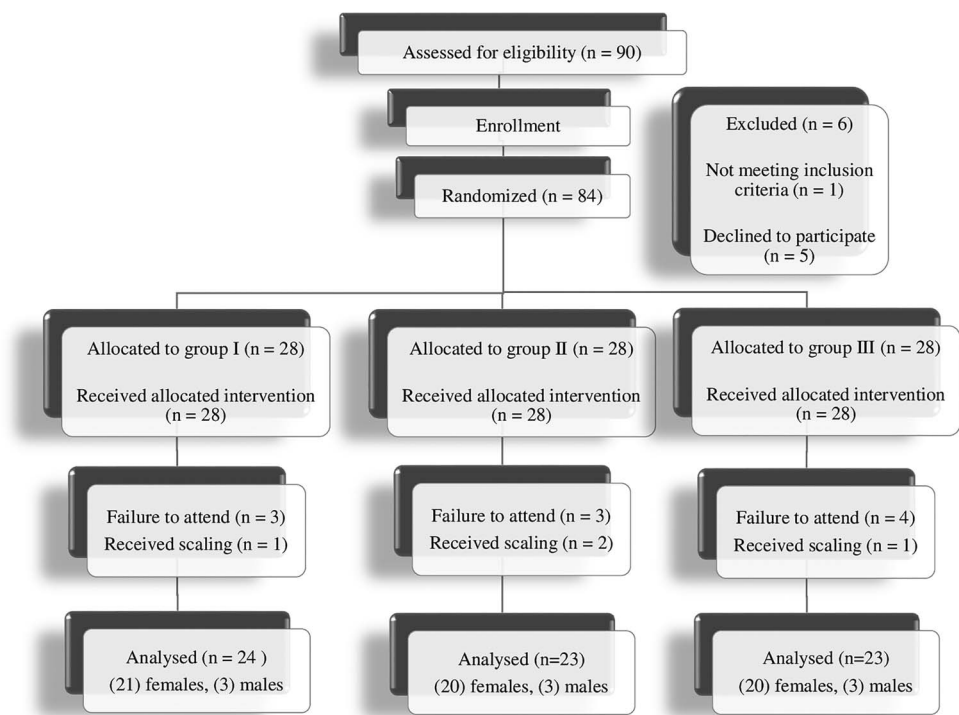 Assessed for eligibility (n = 90)
Enrollment
Randomized (n = 84)
Excluded (n = 6)
Not meeting inclusion
criteria (n = 1)
Declined to participate
(n = 5)
Allocated to group I (n = 28)
Received allocated intervention
(n = 28)
Allocated to group II (n = 28)
Received allocated intervention
(n = 28)
Allocated to group III (n = 28)
Received allocated intervention
(n = 28)
Failure to attend (n = 3)
Received scaling (n = 1)
Failure to attend (n = 3)
Received scaling (n = 2)
Failure to attend (n = 4)
Received scaling (n = 1)
Analysed (n = 24 )
(21) females, (3) males
Analysed (n=23)
(20) females, (3) males
Analysed (n=23)
(20) females, (3) males